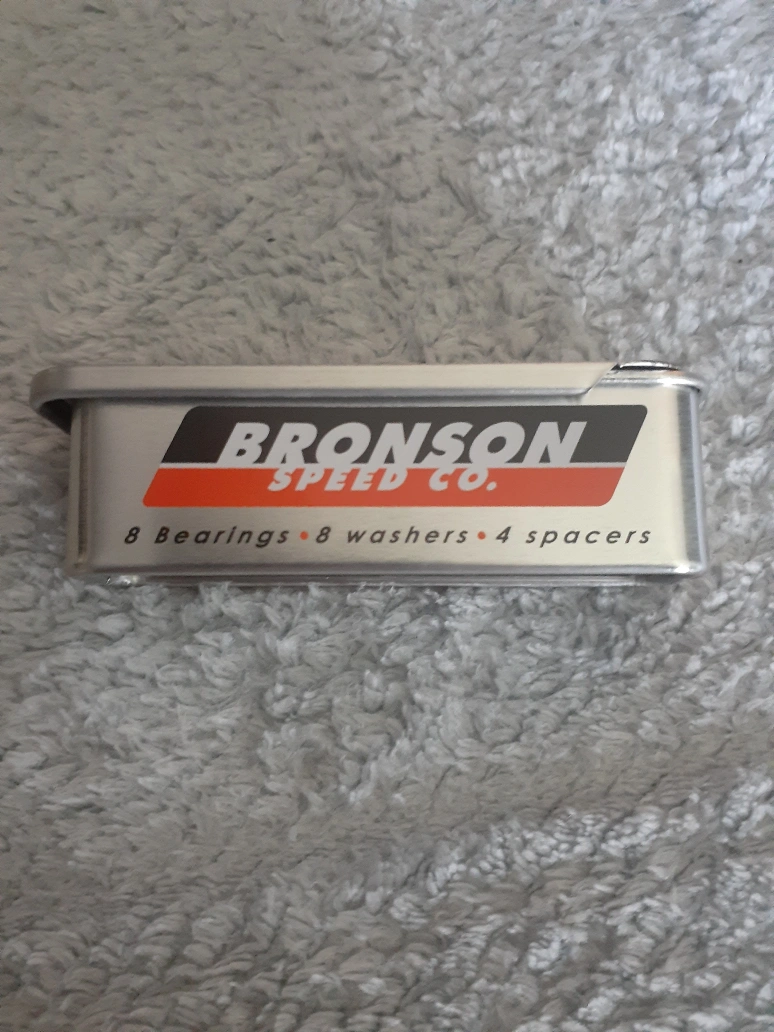 BRONSON
SPEED CO.
8 Bearings • 8 washers • 4 spacers